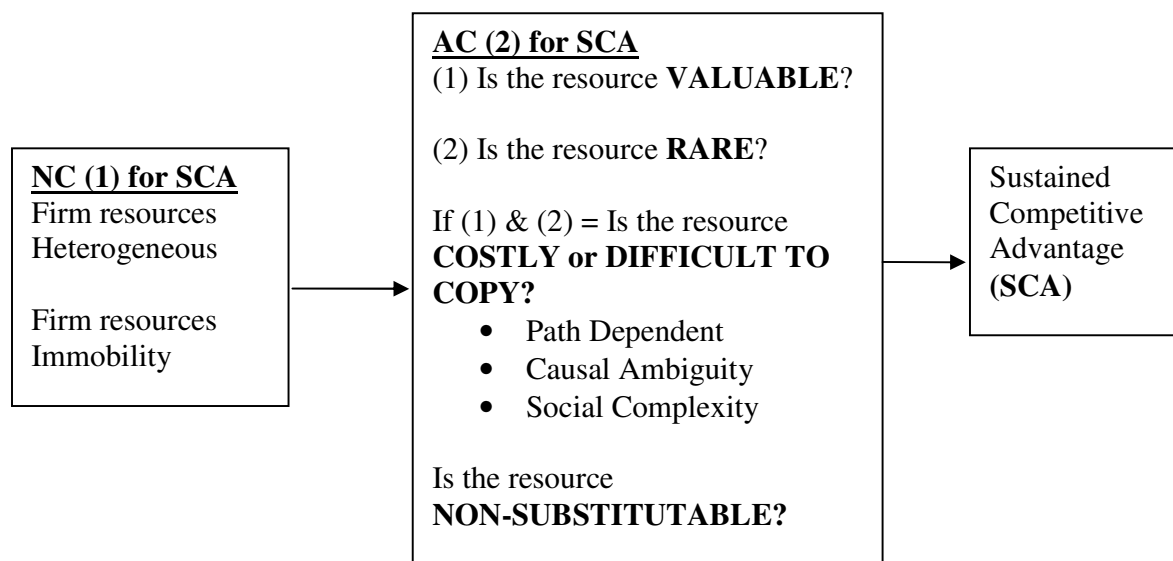 NC (1) for SCA
Firm resources
Heterogeneous
Firm resources
Immobility
AC (2) for SCA
(1) Is the resource VALUABLE?
(2) Is the resource RARE?
If (1) & (2) = Is the resource
COSTLY or DIFFICULT TO
COPY?
• Path Dependent
• Causal Ambiguity
• Social Complexity
Is the resource
NON-SUBSTITUTABLE?
Sustained
Competitive
Advantage
(SCA)